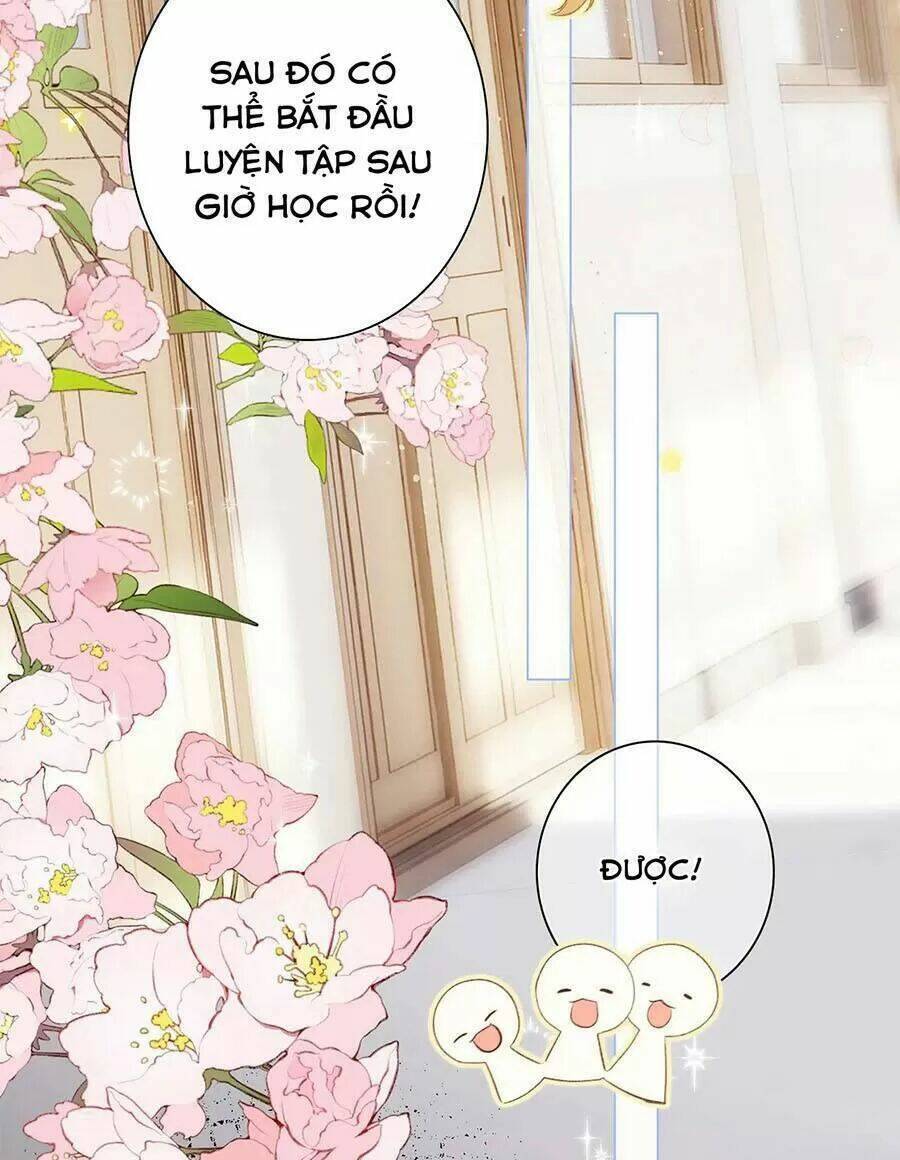 SAU ĐÓ CÓ
THỂ BẮT ĐẦU
LUYỆN TẬP SAU
GIỜ HỌC RỒI!
ĐƯỢC!